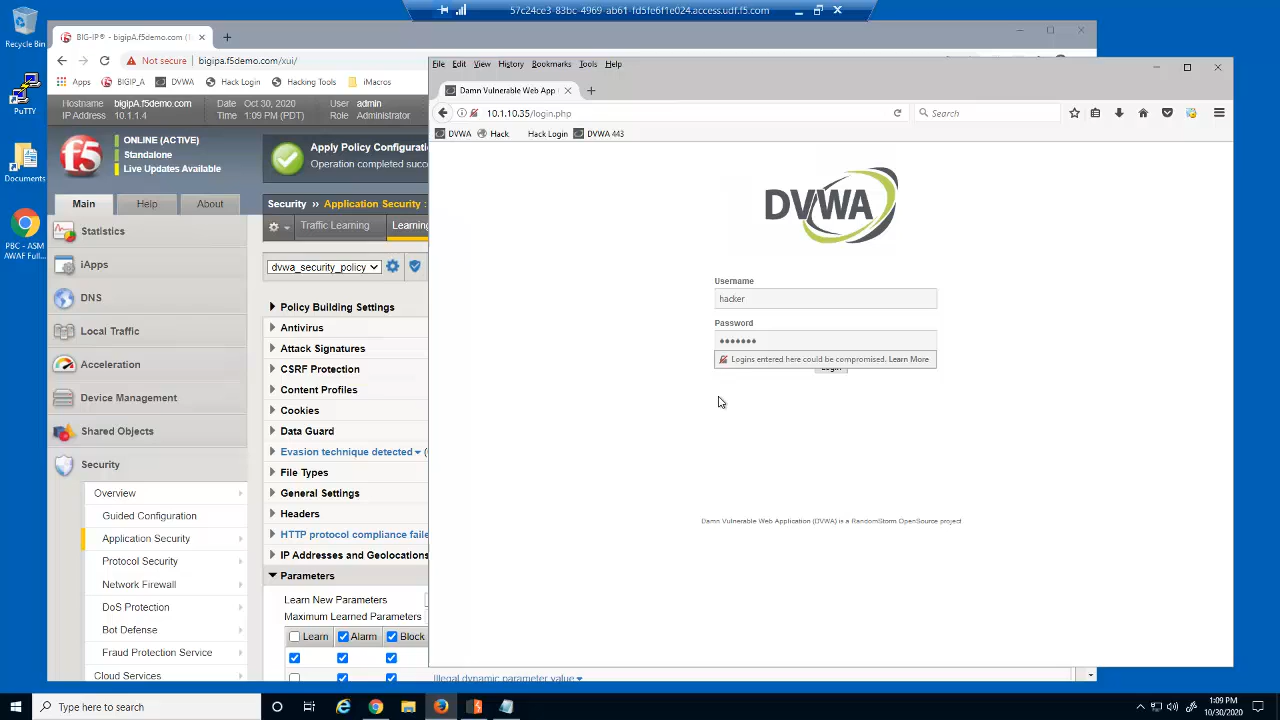 57c24ce3-83bc-4969-ab61-fd5fe6f1e024.access.udf.f5.com
Recycle Bin
PuTTY
Documents
PBC - ASM
AWAF Full...
BIG-IP® - bigipA.f5demo.com (1
Not secure
bigipa.f5demo.com/xui/
Apps
BIGIP_A
DVWA
Hack Login
Hacking Tools
iMacros
Hostname bigipA.f5demo.com
IP Address 10.1.1.4
Date Oct 30, 2020
Time 1:09 PM (PDT)
User admin
Role Administrator
f5
ONLINE (ACTIVE)
Standalone
Live Updates Available
Apply Policy Configurat
Operation completed succ
Main
Help
About
Security ›› Application Security :
Traffic Learning
Learning
Statistics
iApps
DNS
Local Traffic
Acceleration
Device Management
Shared Objects
Security
Overview
Guided Configuration
Application Security
Protocol Security
Network Firewall
DoS Protection
Bot Defense
Fraud Protection Service
Cloud Services
dvwa_security_policy
Policy Building Settings
Antivirus
Attack Signatures
CSRF Protection
Content Profiles
Cookies
Data Guard
Evasion technique detected
File Types
General Settings
Headers
HTTP protocol compliance faile
IP Addresses and Geolocations
Parameters
Learn New Parameters
Maximum Learned Parameters
Learn
Alarm
Block
Illegal dynamic parameter value
File Edit View History Bookmarks Tools Help
Damn Vulnerable Web App
10.1.10.35/login.php
Search
DVWA
Hack
Hack Login
DVWA 443
DVWA
Username
hacker
Password
•••••••
Logins entered here could be compromised. Learn More
Login
Damn Vulnerable Web Application (DVWA) is a RandomStorm OpenSource project
Type here to search
1:09 PM
10/30/2020